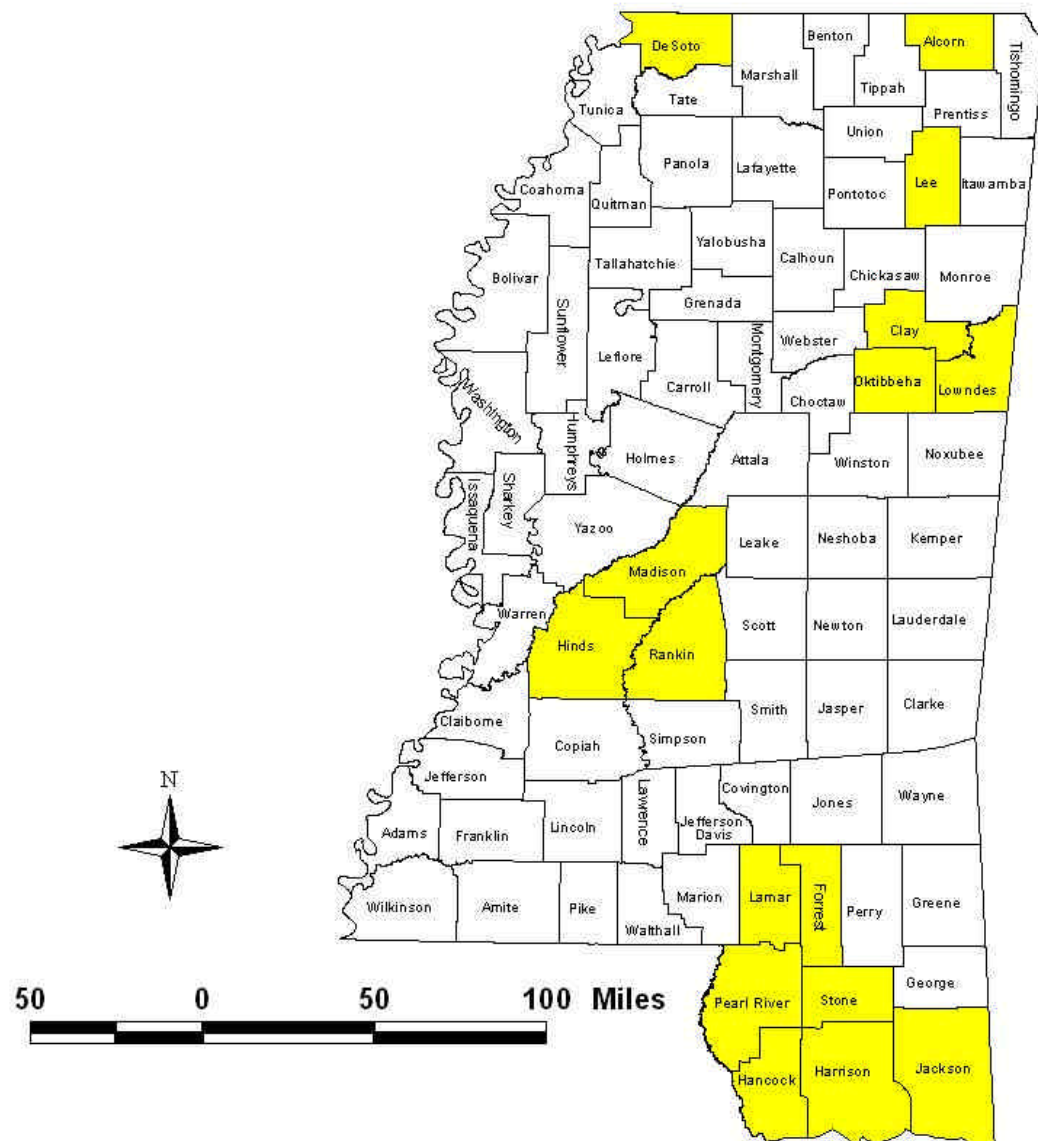 DeSoto
Benton
Alcorn
Tishomingo
Marshall
Tippah
Tate
Tunica
Prentiss
Union
Panola
Lafayette
Lee
Itawamba
Pontotoc
Coahoma
Quitman
Yalobusha
Calhoun
Tallahatchie
Chickasaw
Monroe
Bolivar
Grenada
Sunflower
Clay
Webster
Montgomery
Leflore
Carroll
Oktibbeha
Lowndes
Choctaw
Washington
Humphreys
Holmes
Attala
Winston
Noxubee
Sharkey
Issaquena
Yazoo
Leake
Neshoba
Kemper
Madison
Warren
Scott
Newton
Lauderdale
Hinds
Rankin
Smith
Jasper
Clarke
Claiborne
Copiah
Simpson
Jefferson
Covington
Lawrence
Jones
Wayne
N
Adams
Franklin
Lincoln
Jefferson
Davis
Wilkinson
Amite
Pike
Walthall
Marion
Lamar
Forrest
Perry
Greene
George
Pearl River
Stone
50 0 50 100 Miles
Hancock
Harrison
Jackson